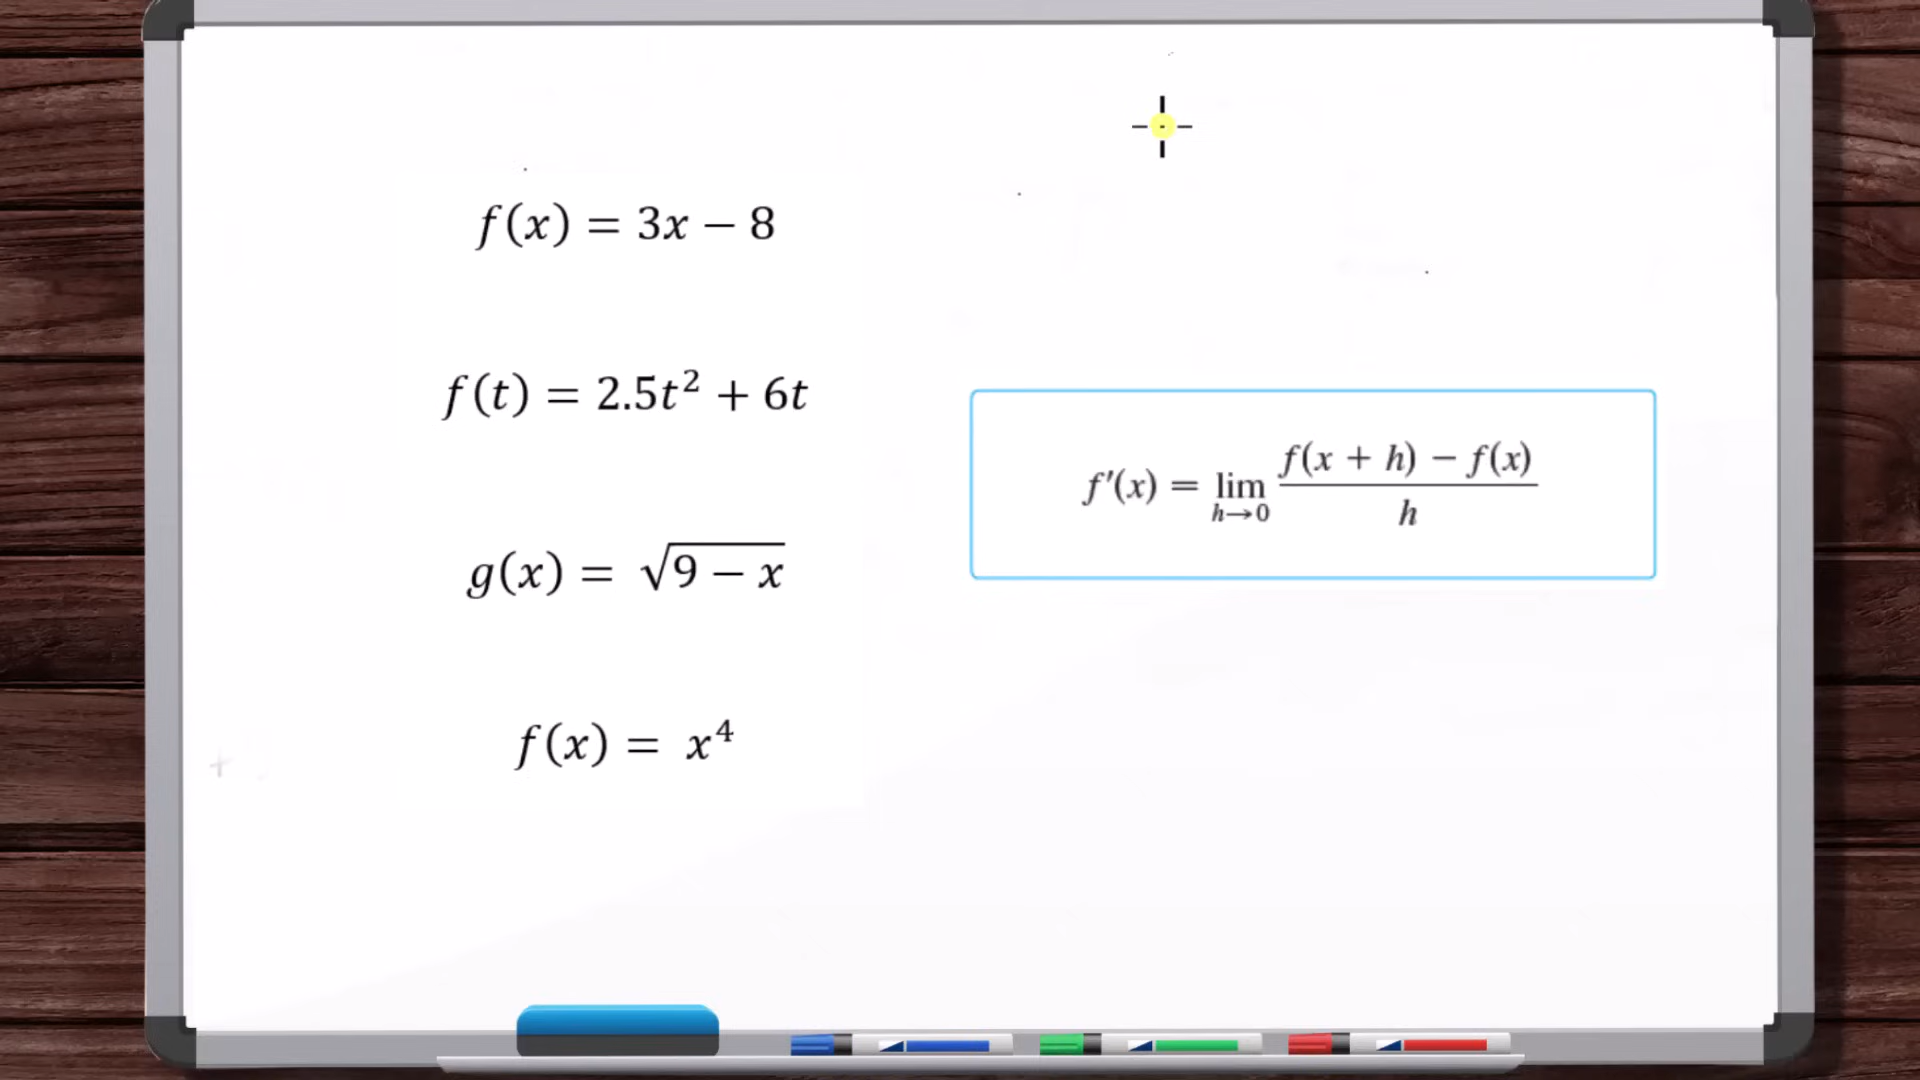 f(x) = 3x − 8
f(t) = 2.5t² + 6t
g(x) = √(9 − x)
f(x) = x⁴
f′(x) = lim h→0 (f(x + h) − f(x)) / h